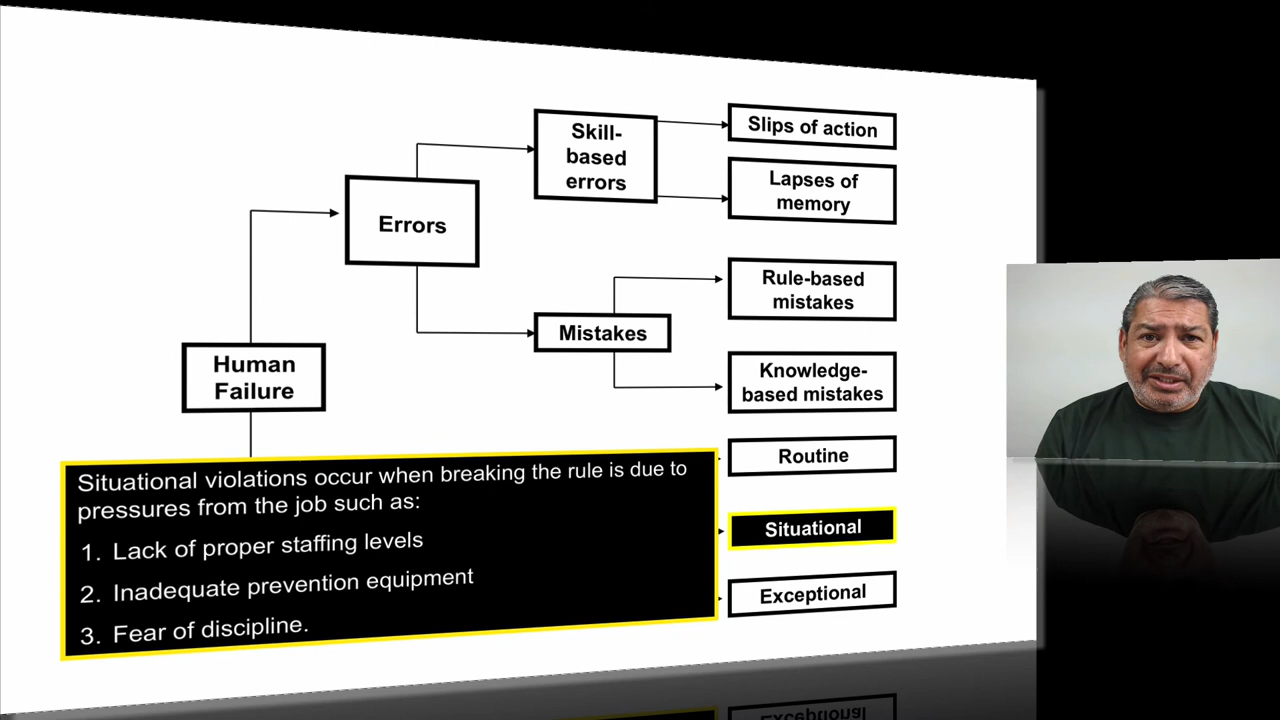 Skill-
based
errors
Slips of action
Lapses of
memory
Errors
Rule-based
mistakes
Mistakes
Human
Failure
Knowledge-
based mistakes
Routine
Situational violations occur when breaking the rule is due to
pressures from the job such as:
1. Lack of proper staffing levels
2. Inadequate prevention equipment
3. Fear of discipline.
Situational
Exceptional
Exceptional